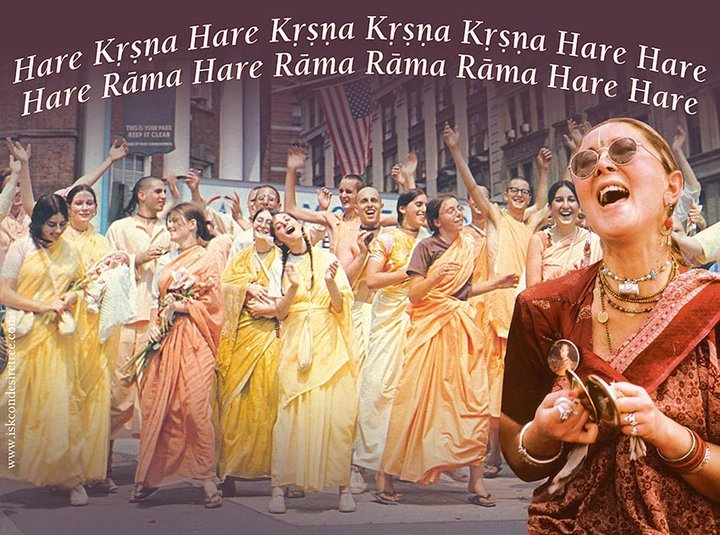 Hare Kṛṣṇa Hare Kṛṣṇa Kṛṣṇa Kṛṣṇa Hare Hare
Hare Rāma Hare Rāma Rāma Rāma Hare Hare
THIS IS YOUR PARK
KEEP IT CLEAN
www.iskcondesiretree.com